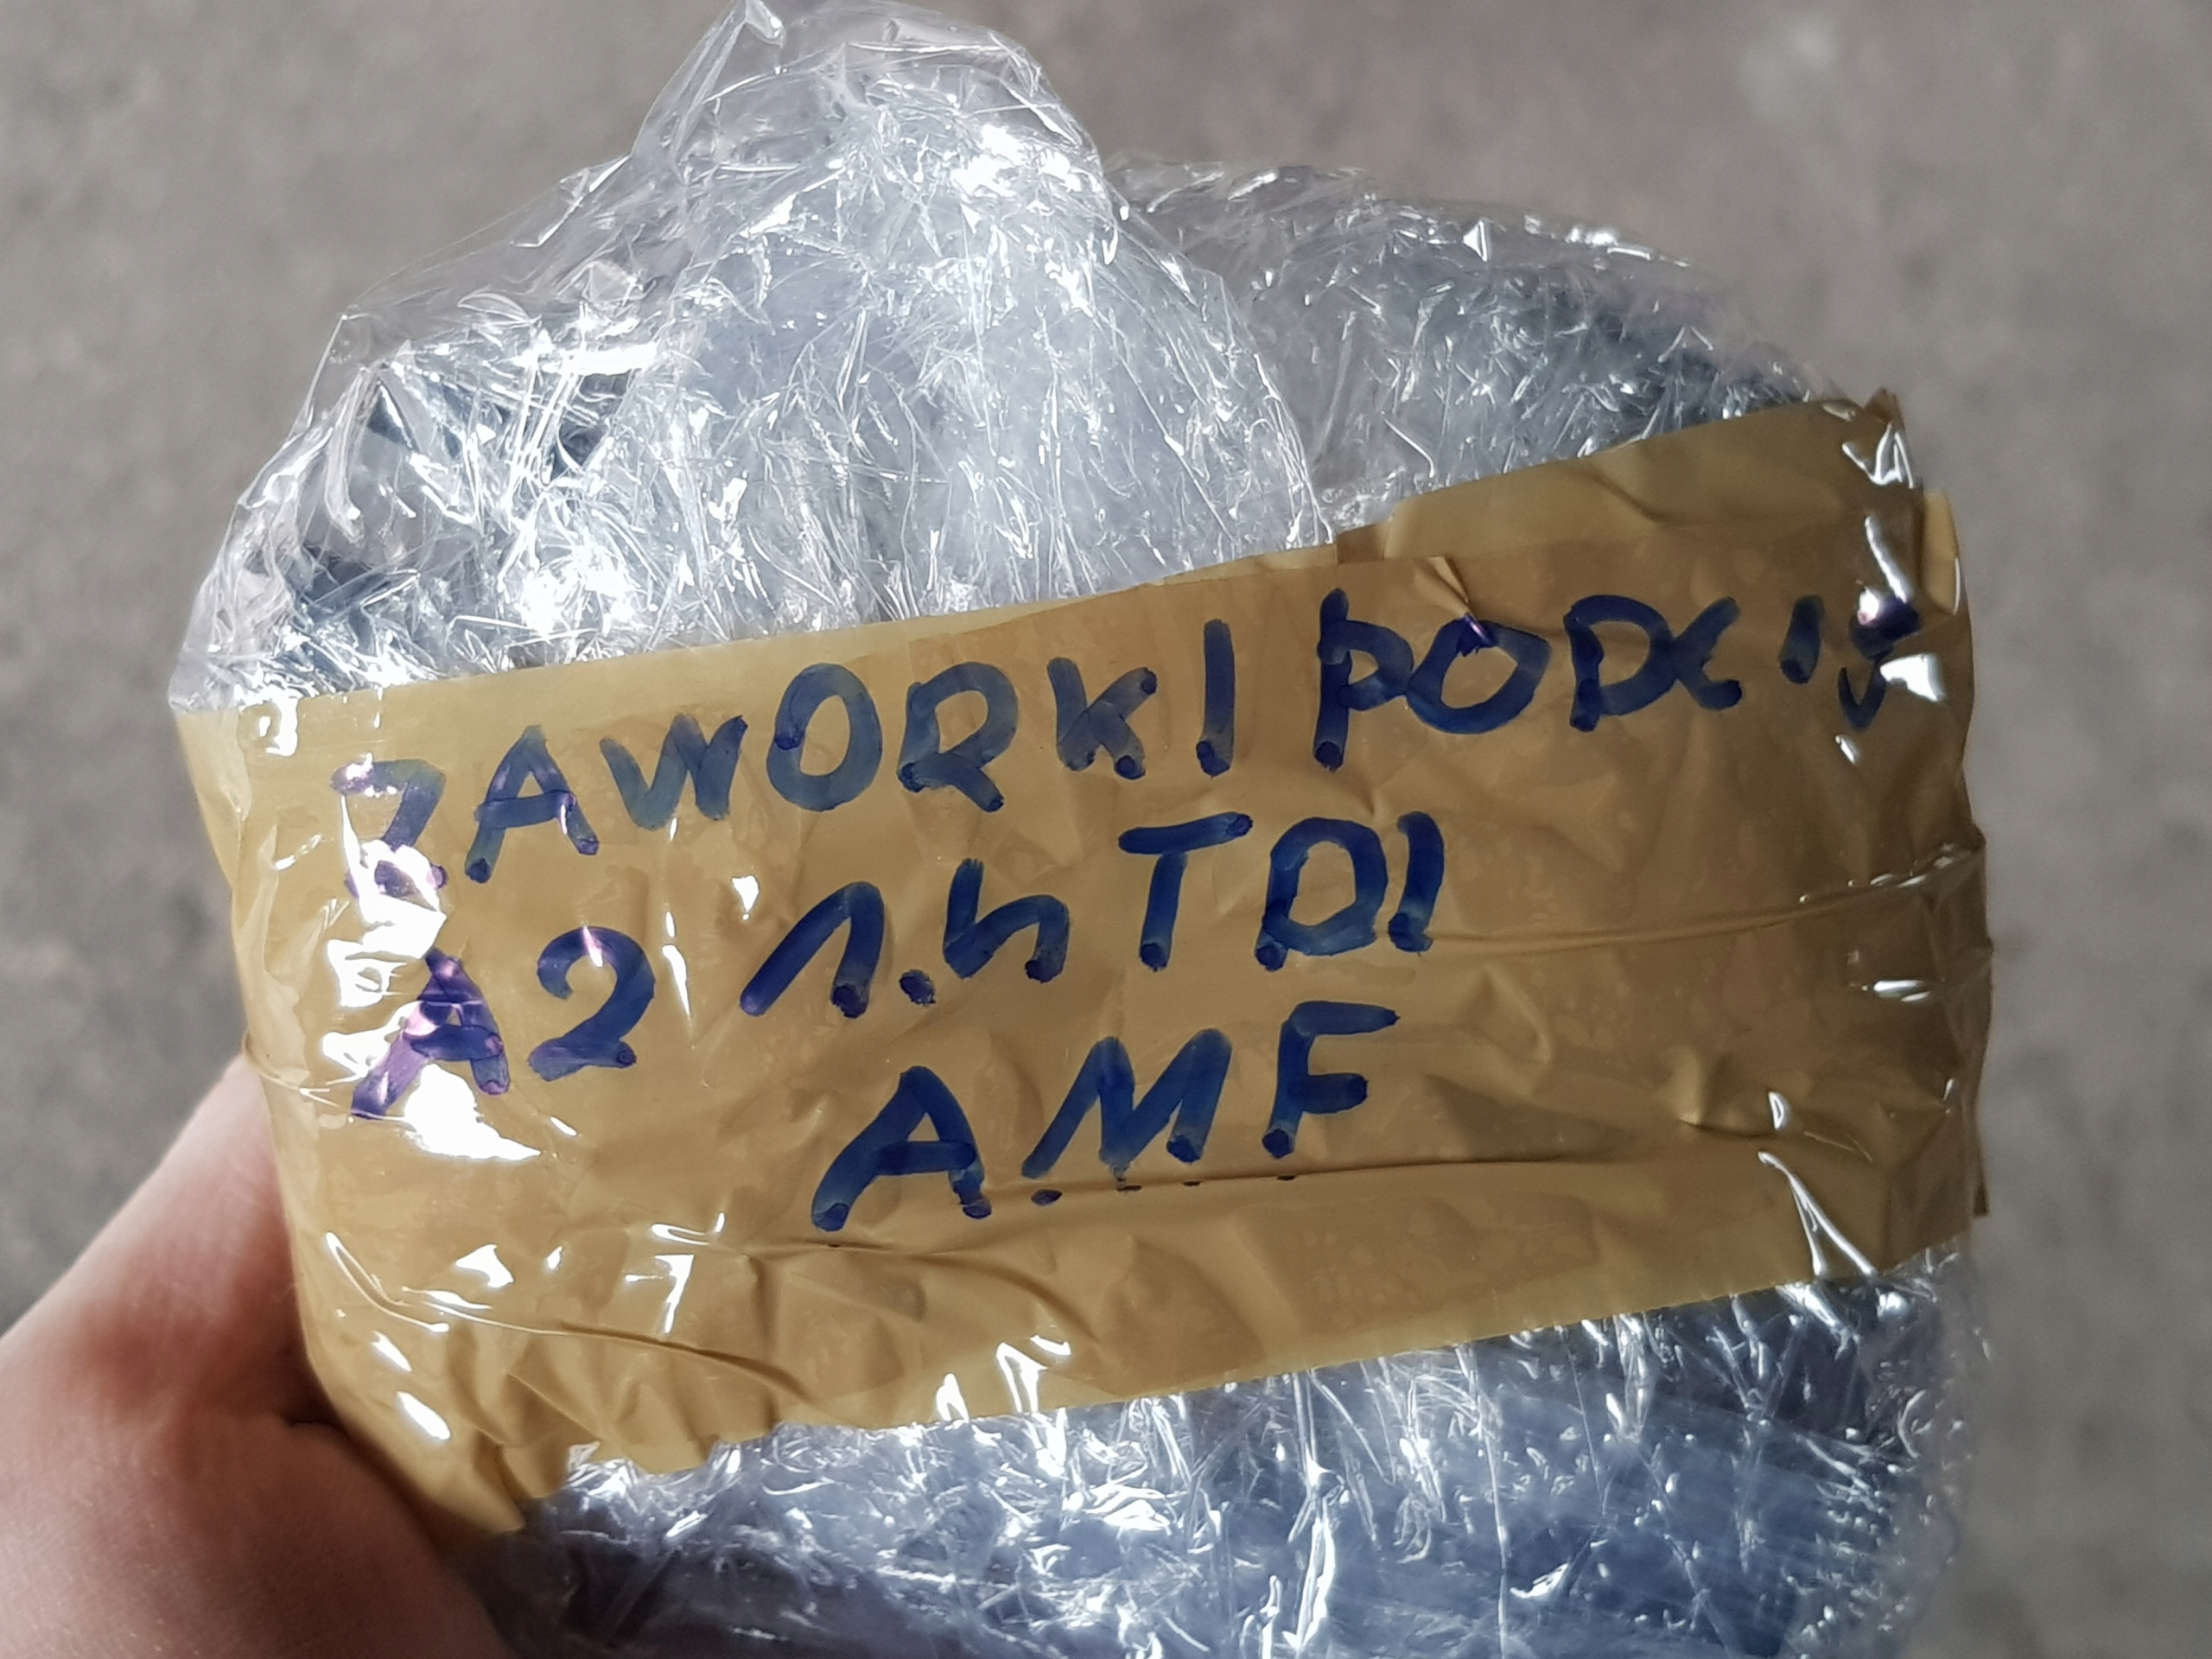 ZAWORKI PODCIŚ
A2 1.4 TDI
AMF